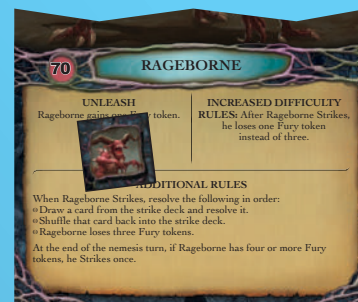 70
RAGEBORNE
UNLEASH
Rageborne gains one Fury token.
INCREASED DIFFICULTY
RULES: After Rageborne Strikes,
he loses one Fury token
instead of three.
ADDITIONAL RULES
When Rageborne Strikes, resolve the following in order:
Draw a card from the strike deck and resolve it.
Shuffle that card back into the strike deck.
Rageborne loses three Fury tokens.
At the end of the nemesis turn, if Rageborne has four or more Fury
tokens, he Strikes once.